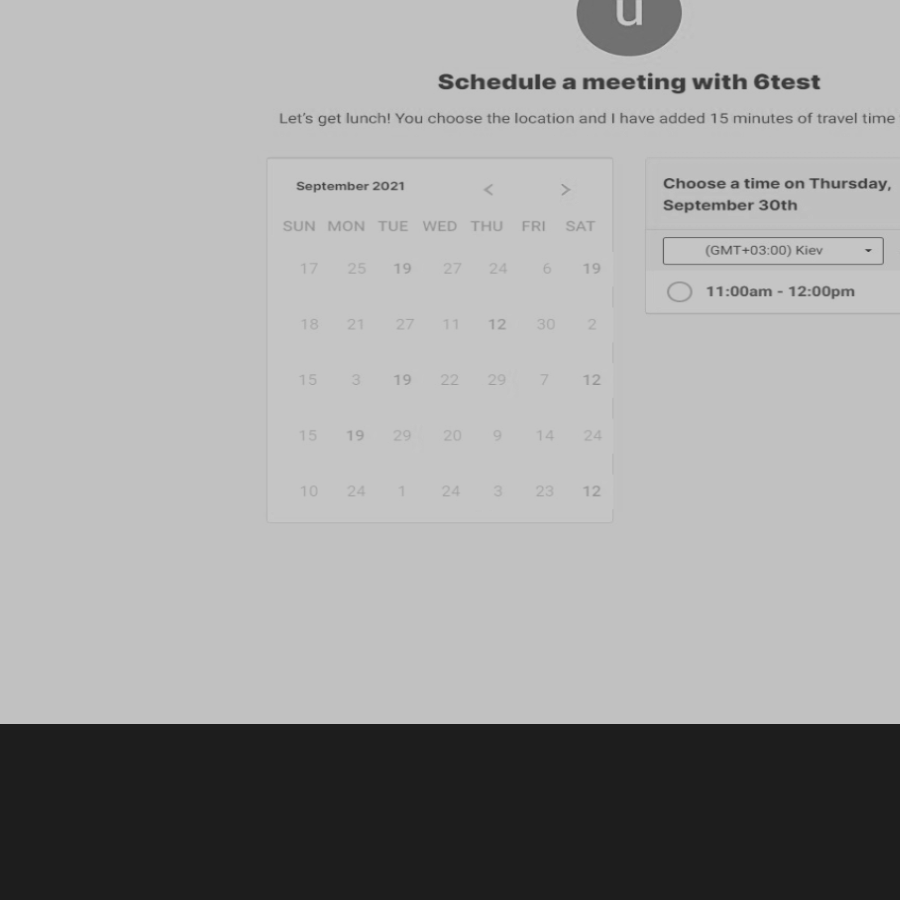 u
Schedule a meeting with 6test
Let's get lunch! You choose the location and I have added 15 minutes of travel time
September 2021 < >
SUN MON TUE WED THU FRI SAT
17 25 19 27 24 6 19
18 21 27 11 12 30 2
15 3 19 22 29 7 12
15 19 29 20 9 14 24
10 24 1 24 3 23 12
Choose a time on Thursday,
September 30th
(GMT+03:00) Kiev
11:00am - 12:00pm